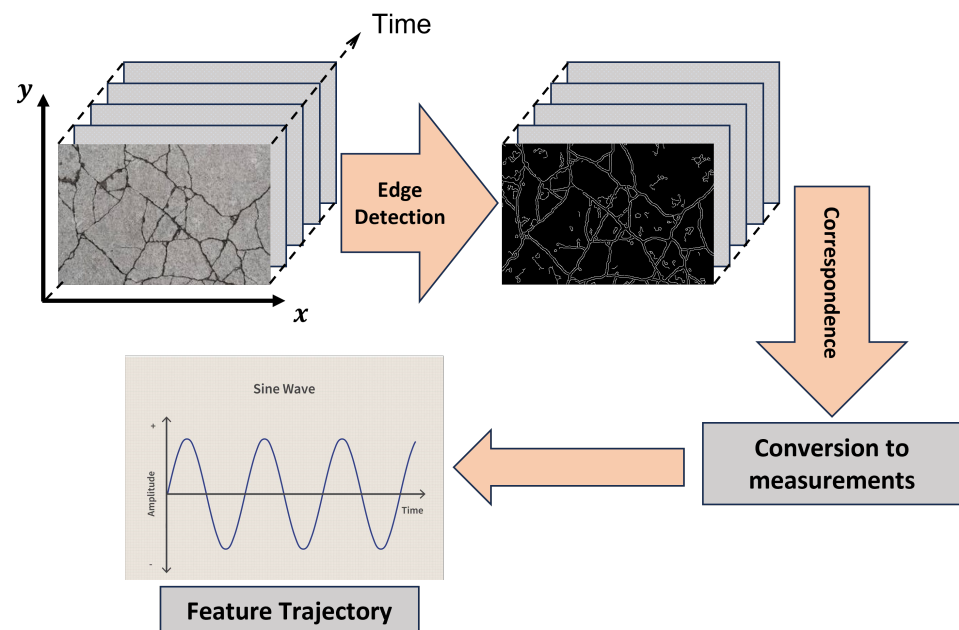 Time
y
x
Edge
Detection
Correspondence
Conversion to
measurements
Sine Wave
+
Amplitude
Time
-
Feature Trajectory